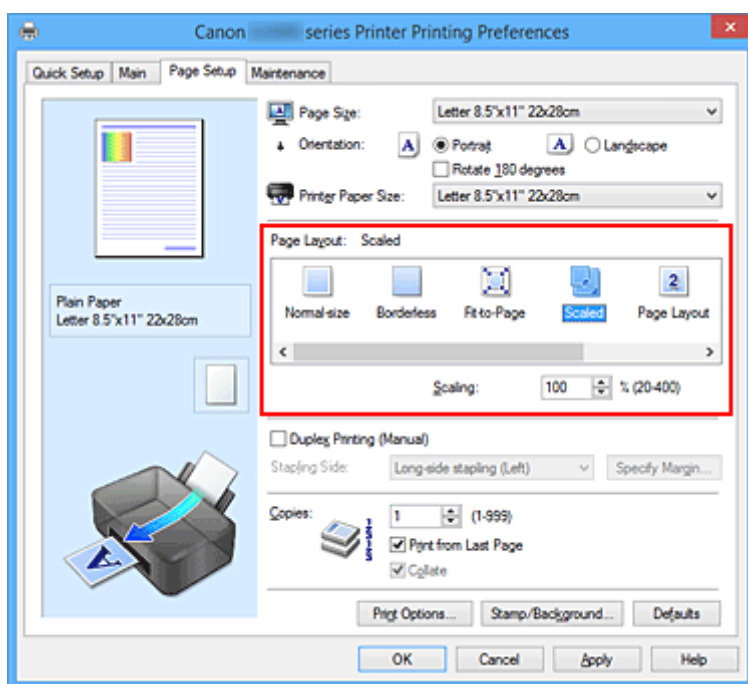 Canon series Printer Printing Preferences
Quick Setup Main Page Setup Maintenance
Page Size: Letter 8.5"x11" 22x28cm
Orientation: A Portrait A Landscape
Rotate 180 degrees
Printer Paper Size: Letter 8.5"x11" 22x28cm
Page Layout: Scaled
2
Normal-size Borderless Fit-to-Page Scaled Page Layout
Scaling: 100 % (20-400)
Plain Paper
Letter 8.5"x11" 22x28cm
Duplex Printing (Manual)
Stapling Side: Long-side stapling (Left) Specify Margin...
Copies: 1 (1-999)
Print from Last Page
Collate
A
Print Options... Stamp/Background... Defaults
OK Cancel Apply Help